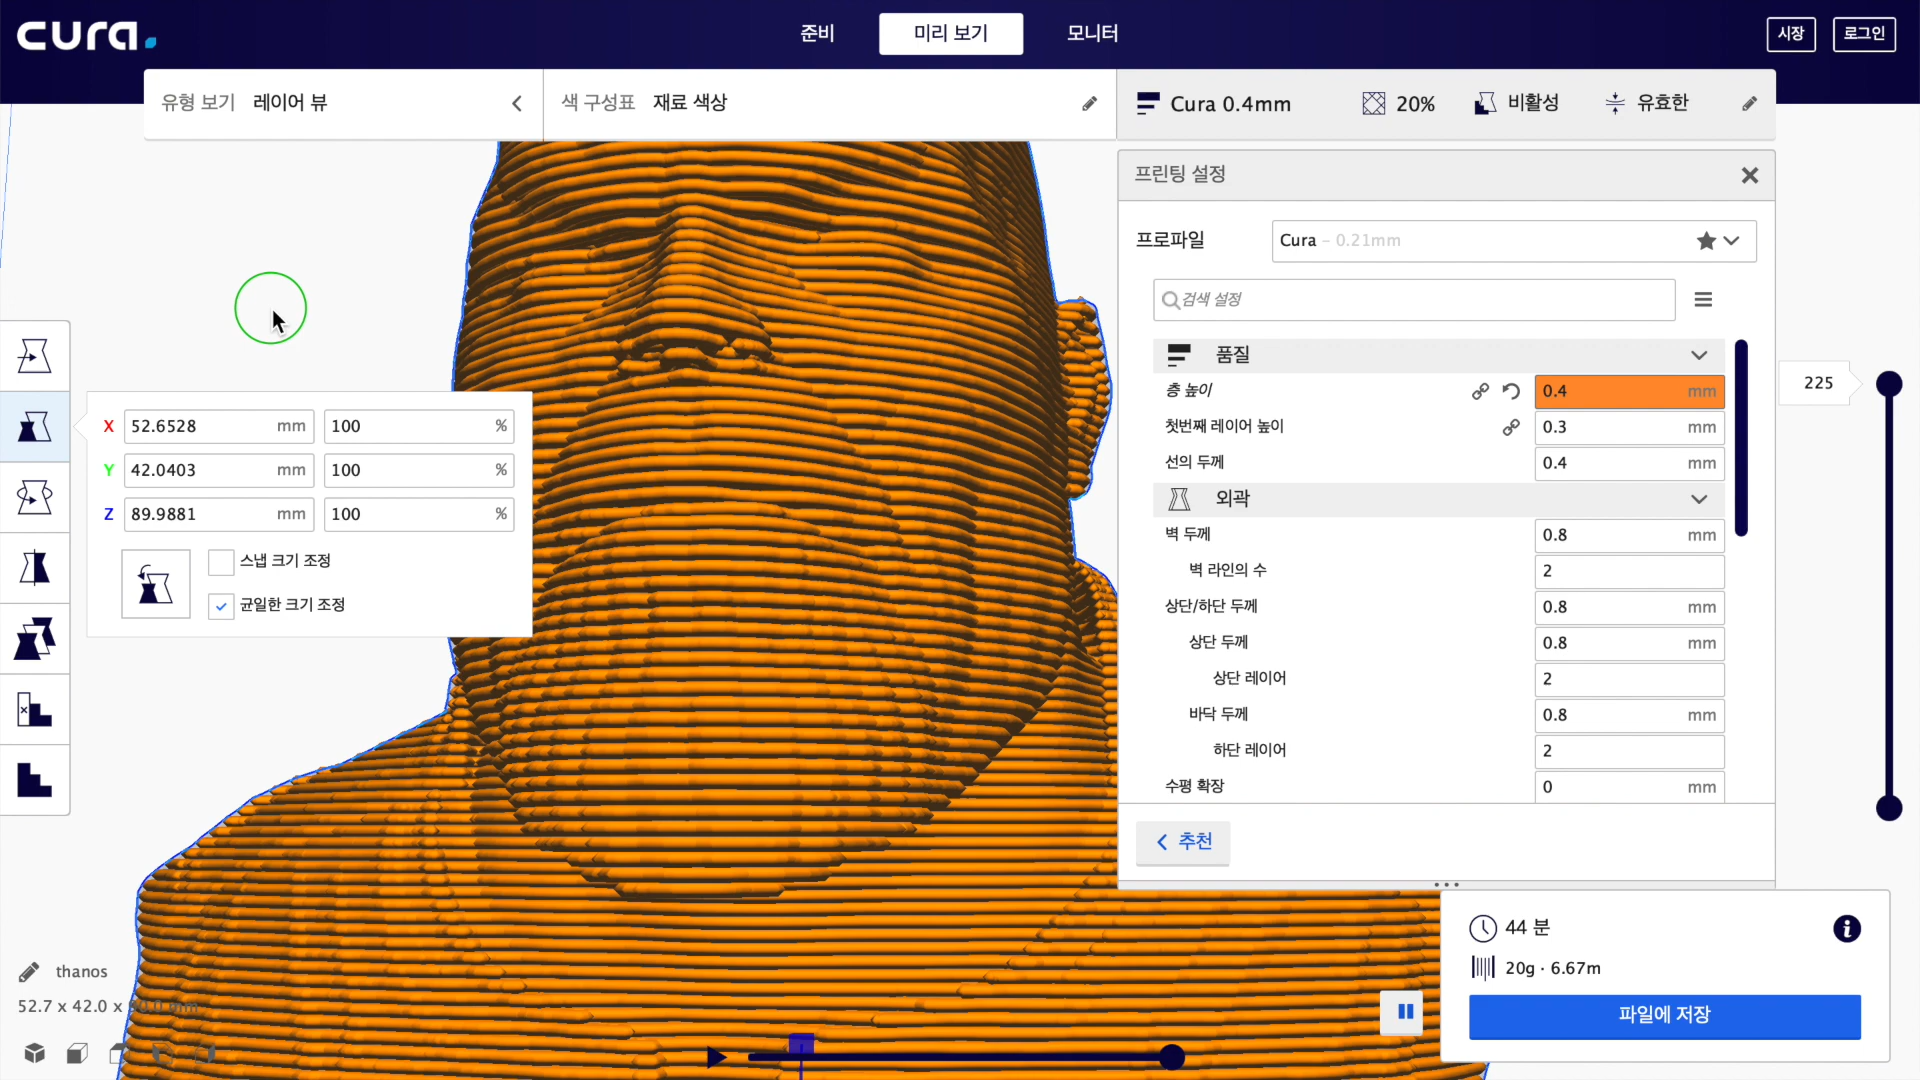 cura.
준비
미리 보기
모니터
시장
로그인
유형 보기 레이어 뷰
색 구성표 재료 색상
Cura 0.4mm
20%
비활성
유효한
프린팅 설정
프로파일
Cura - 0.21mm
검색 설정
품질
층 높이 0.4 mm
첫번째 레이어 높이 0.3 mm
선의 두께 0.4 mm
외곽
벽 두께 0.8 mm
벽 라인의 수 2
상단/하단 두께 0.8 mm
상단 두께 0.8 mm
상단 레이어 2
바닥 두께 0.8 mm
하단 레이어 2
수평 확장 0 mm
추천
225
X 52.6528 mm 100 %
Y 42.0403 mm 100 %
Z 89.9881 mm 100 %
스냅 크기 조정
균일한 크기 조정
44 분
20g · 6.67m
파일에 저장
thanos
52.7 x 42.0 x 90.0 mm